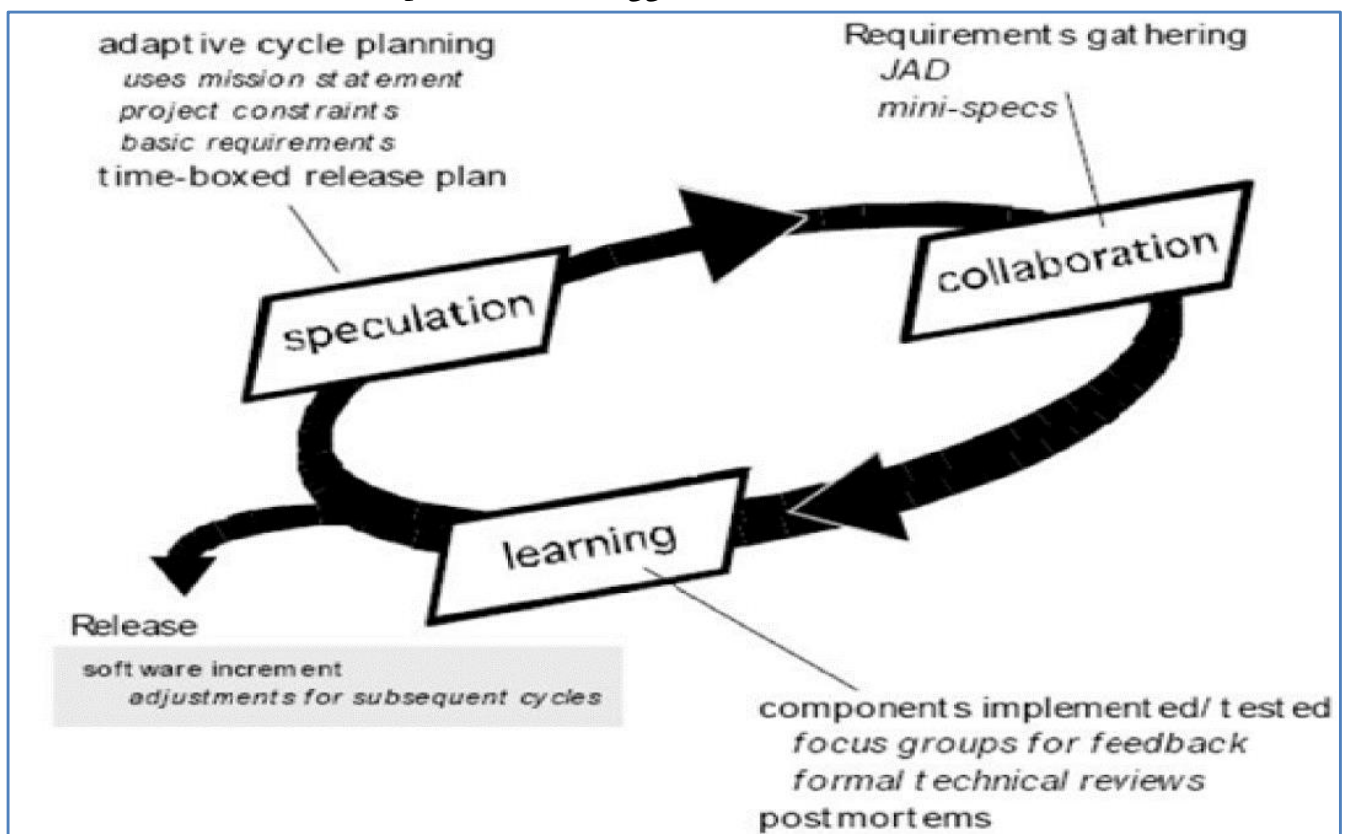 adaptive cycle planning
uses mission statement
project constraints
basic requirements
time-boxed release plan
Requirements gathering
JAD
mini-specs
speculation
collaboration
learning
Release
software increment
adjustments for subsequent cycles
components implemented/ tested
focus groups for feedback
formal technical reviews
postmortems